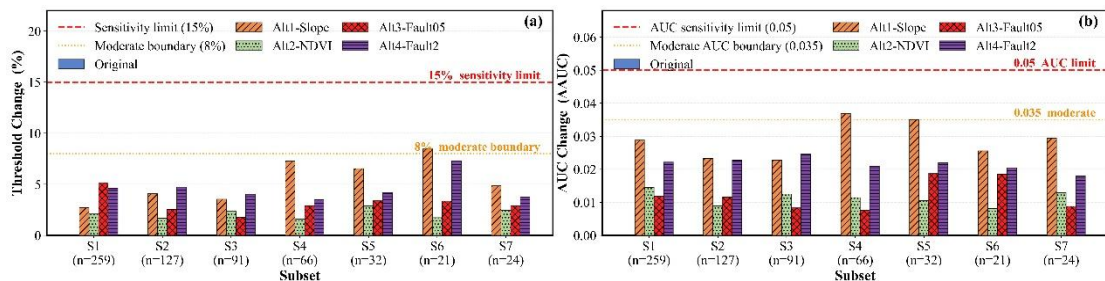 (a)
Sensitivity limit (15%)
Moderate boundary (8%)
Original
Alt1-Slope
Alt2-NDVI
Alt3-Fault05
Alt4-Fault2
15% sensitivity limit
8% moderate boundary
Threshold Change (%)
20
15
10
5
0
S1 S2 S3 S4 S5 S6 S7
(n=259) (n=127) (n=91) (n=66) (n=32) (n=21) (n=24)
Subset
(b)
AUC sensitivity limit (0.05)
Moderate AUC boundary (0.035)
Original
Alt1-Slope
Alt2-NDVI
Alt3-Fault05
Alt4-Fault2
0.05 AUC limit
0.035 moderate
AUC Change (AAUC)
0.06
0.05
0.04
0.03
0.02
0.01
0.00
S1 S2 S3 S4 S5 S6 S7
(n=259) (n=127) (n=91) (n=66) (n=32) (n=21) (n=24)
Subset